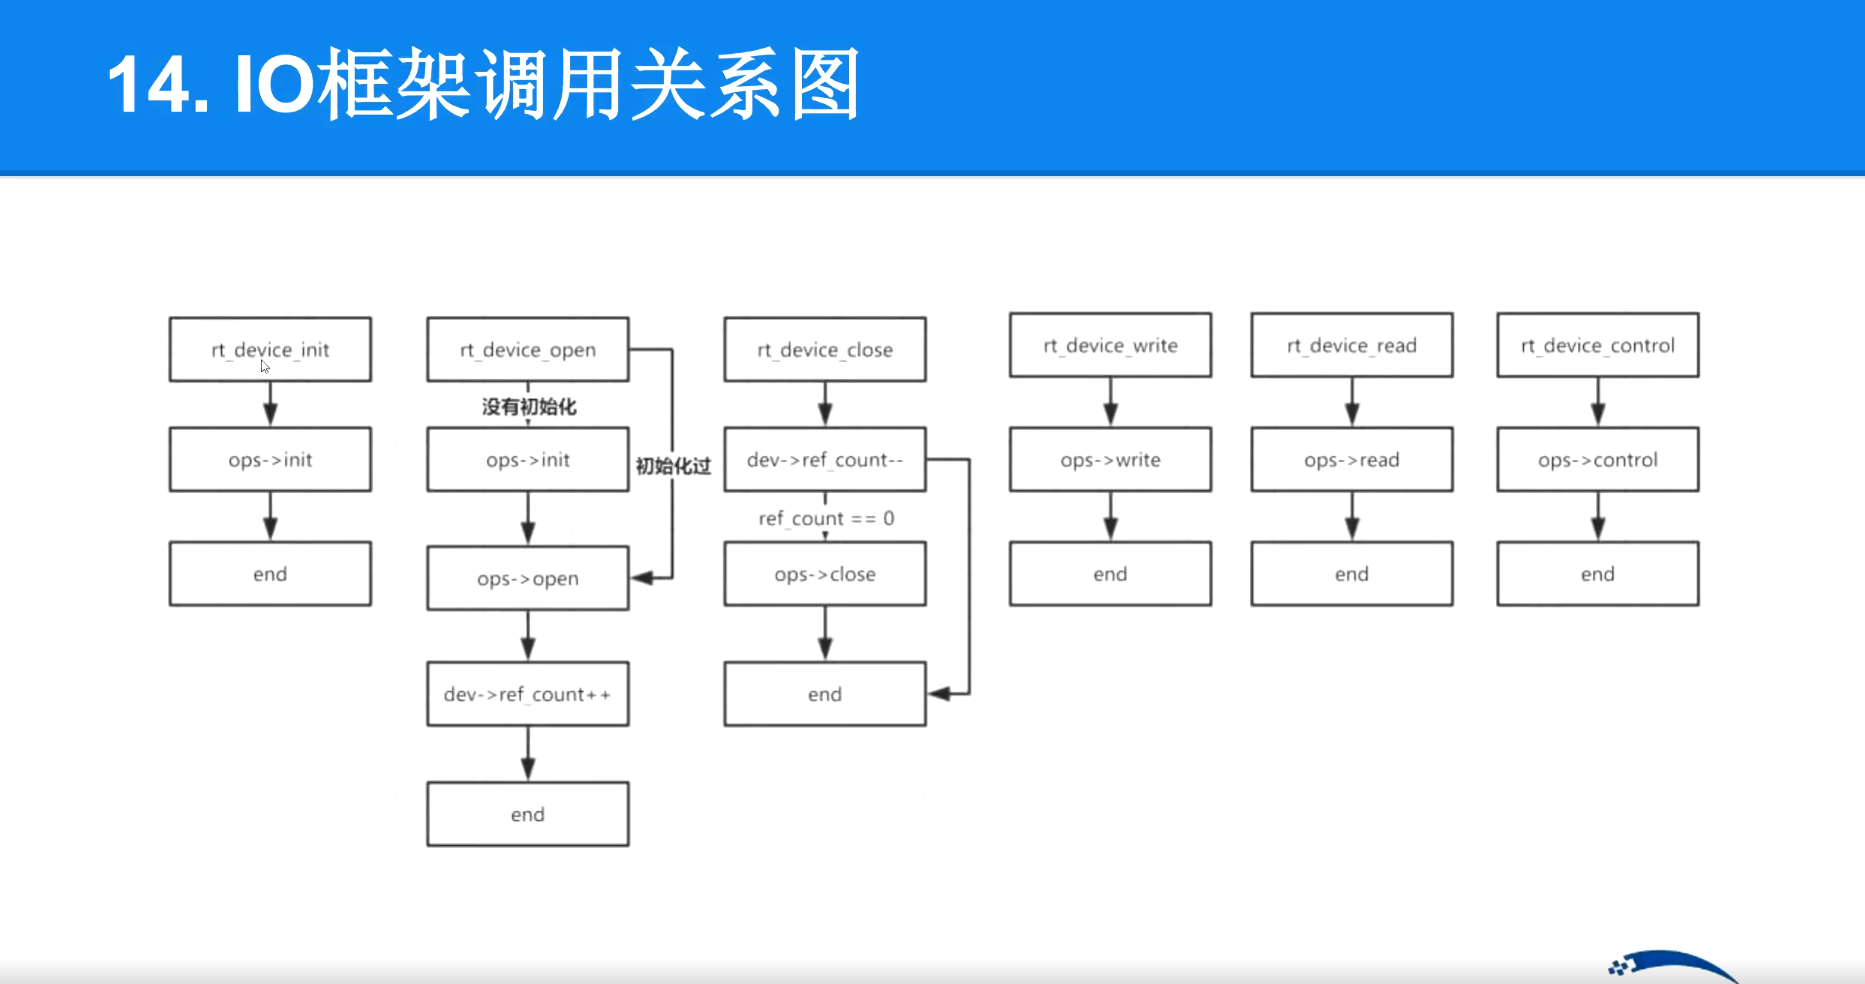 14. IO框架调用关系图
rt_device_init
ops->init
end
rt_device_open
没有初始化
初始化过
ops->init
ops->open
dev->ref_count++
end
rt_device_close
dev->ref_count--
ref_count == 0
ops->close
end
rt_device_write
ops->write
end
rt_device_read
ops->read
end
rt_device_control
ops->control
end